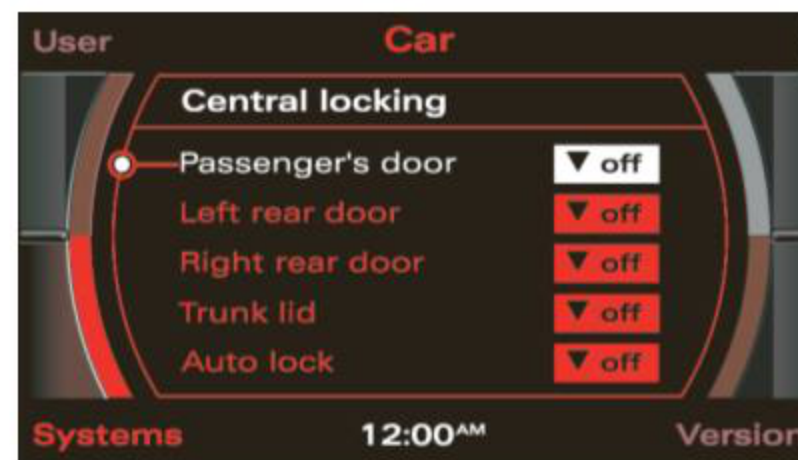 User Car
Central locking
Passenger's door ▼ off
Left rear door ▼ off
Right rear door ▼ off
Trunk lid ▼ off
Auto lock ▼ off
Systems 12:00AM Version